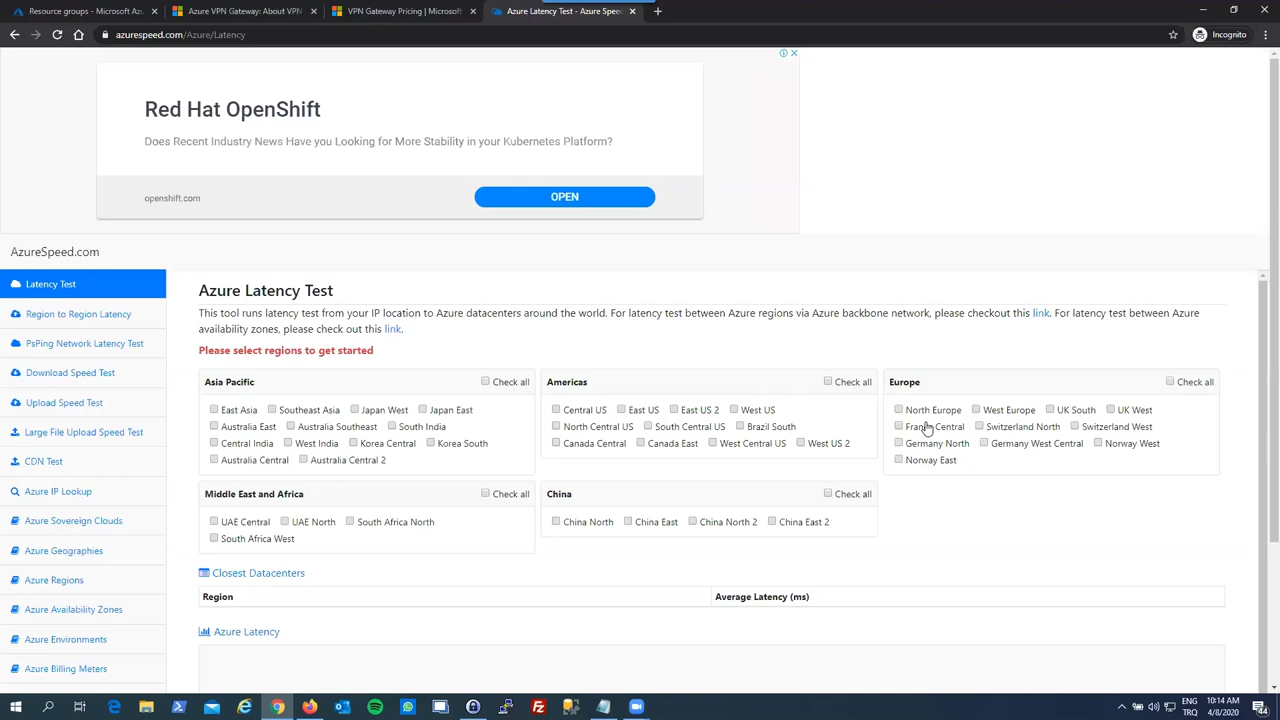 Resource groups - Microsoft Az
Azure VPN Gateway: About VPN
VPN Gateway Pricing | Microsoft
Azure Latency Test - Azure Spee
azurespeed.com/Azure/Latency
Incognito
Red Hat OpenShift
Does Recent Industry News Have you Looking for More Stability in your Kubernetes Platform?
openshift.com
OPEN
AzureSpeed.com
Latency Test
Region to Region Latency
PsPing Network Latency Test
Download Speed Test
Upload Speed Test
Large File Upload Speed Test
CDN Test
Azure IP Lookup
Azure Sovereign Clouds
Azure Geographies
Azure Regions
Azure Availability Zones
Azure Environments
Azure Billing Meters
Azure Latency Test
This tool runs latency test from your IP location to Azure datacenters around the world. For latency test between Azure regions via Azure backbone network, please checkout this link. For latency test between Azure
availability zones, please check out this link.
Please select regions to get started
Asia Pacific Check all
East Asia Southeast Asia Japan West Japan East
Australia East Australia Southeast South India
Central India West India Korea Central Korea South
Australia Central Australia Central 2
Americas Check all
Central US East US East US 2 West US
North Central US South Central US Brazil South
Canada Central Canada East West Central US West US 2
Europe Check all
North Europe West Europe UK South UK West
France Central Switzerland North Switzerland West
Germany North Germany West Central Norway West
Norway East
Middle East and Africa Check all
UAE Central UAE North South Africa North
South Africa West
China Check all
China North China East China North 2 China East 2
Closest Datacenters
Region Average Latency (ms)
Azure Latency
ENG
TRQ
10:14 AM
4/8/2020